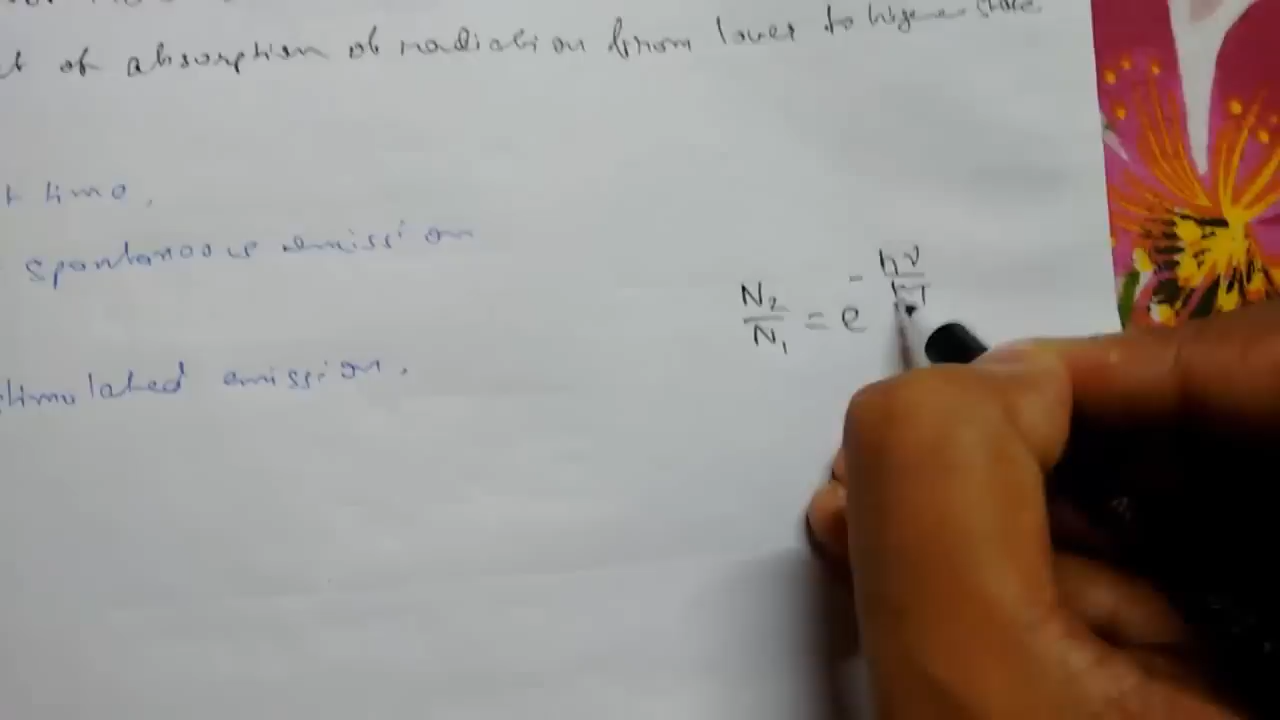 of absorption of radiation from lower to higher state
time.
spontaneous emission
N₂/N₁ = e^(-hν/kT)
stimulated emission.